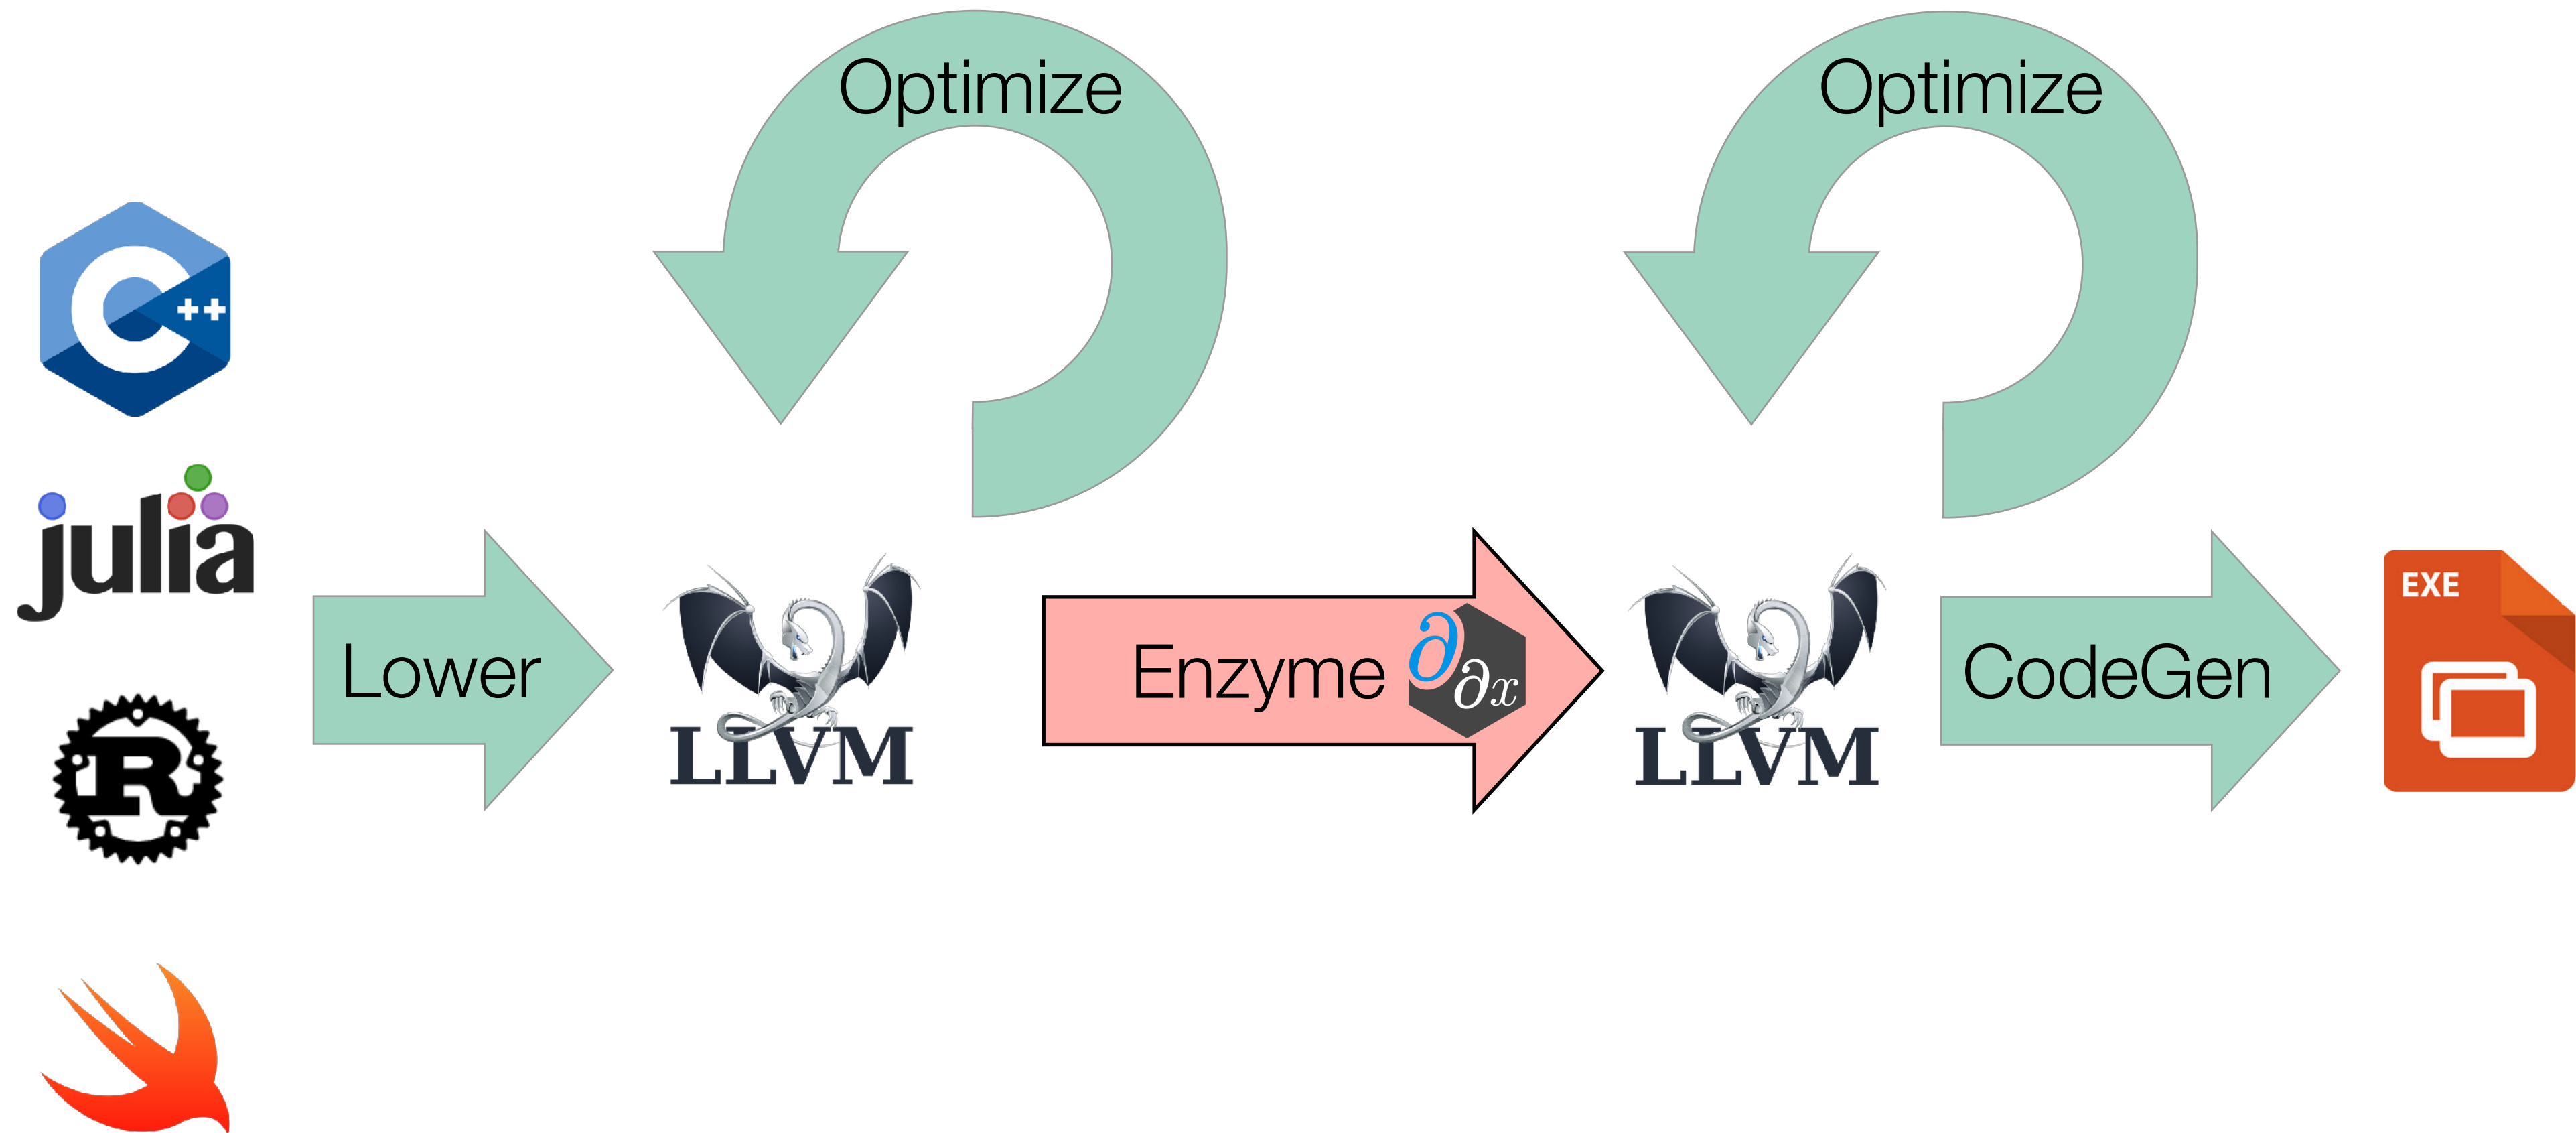 Optimize
Optimize
C++
julia
R
Lower
LLVM
Enzyme ∂ ∂x
LLVM
CodeGen
EXE